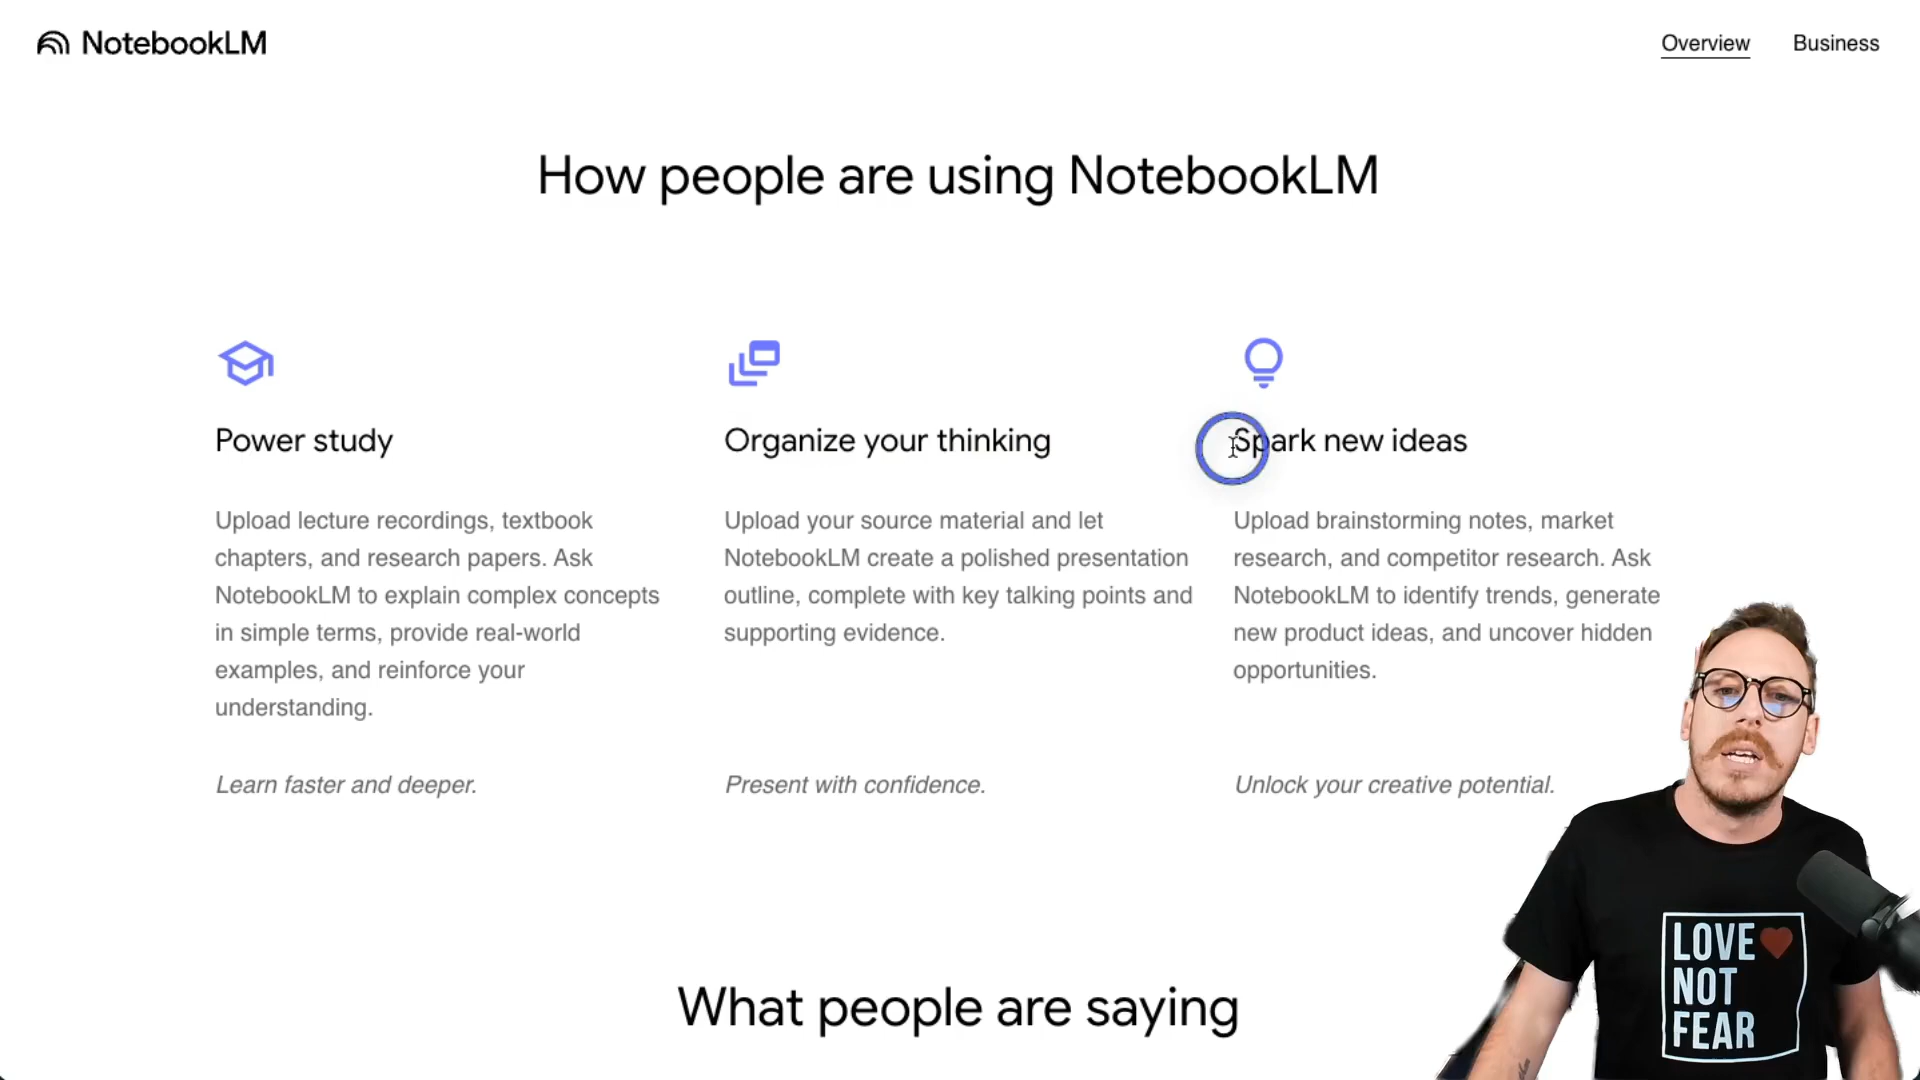 NotebookLM
Overview
Business
How people are using NotebookLM
Power study
Upload lecture recordings, textbook
chapters, and research papers. Ask
NotebookLM to explain complex concepts
in simple terms, provide real-world
examples, and reinforce your
understanding.
Learn faster and deeper.
Organize your thinking
Upload your source material and let
NotebookLM create a polished presentation
outline, complete with key talking points and
supporting evidence.
Present with confidence.
Spark new ideas
Upload brainstorming notes, market
research, and competitor research. Ask
NotebookLM to identify trends, generate
new product ideas, and uncover hidden
opportunities.
Unlock your creative potential.
What people are saying
LOVE
NOT
FEAR